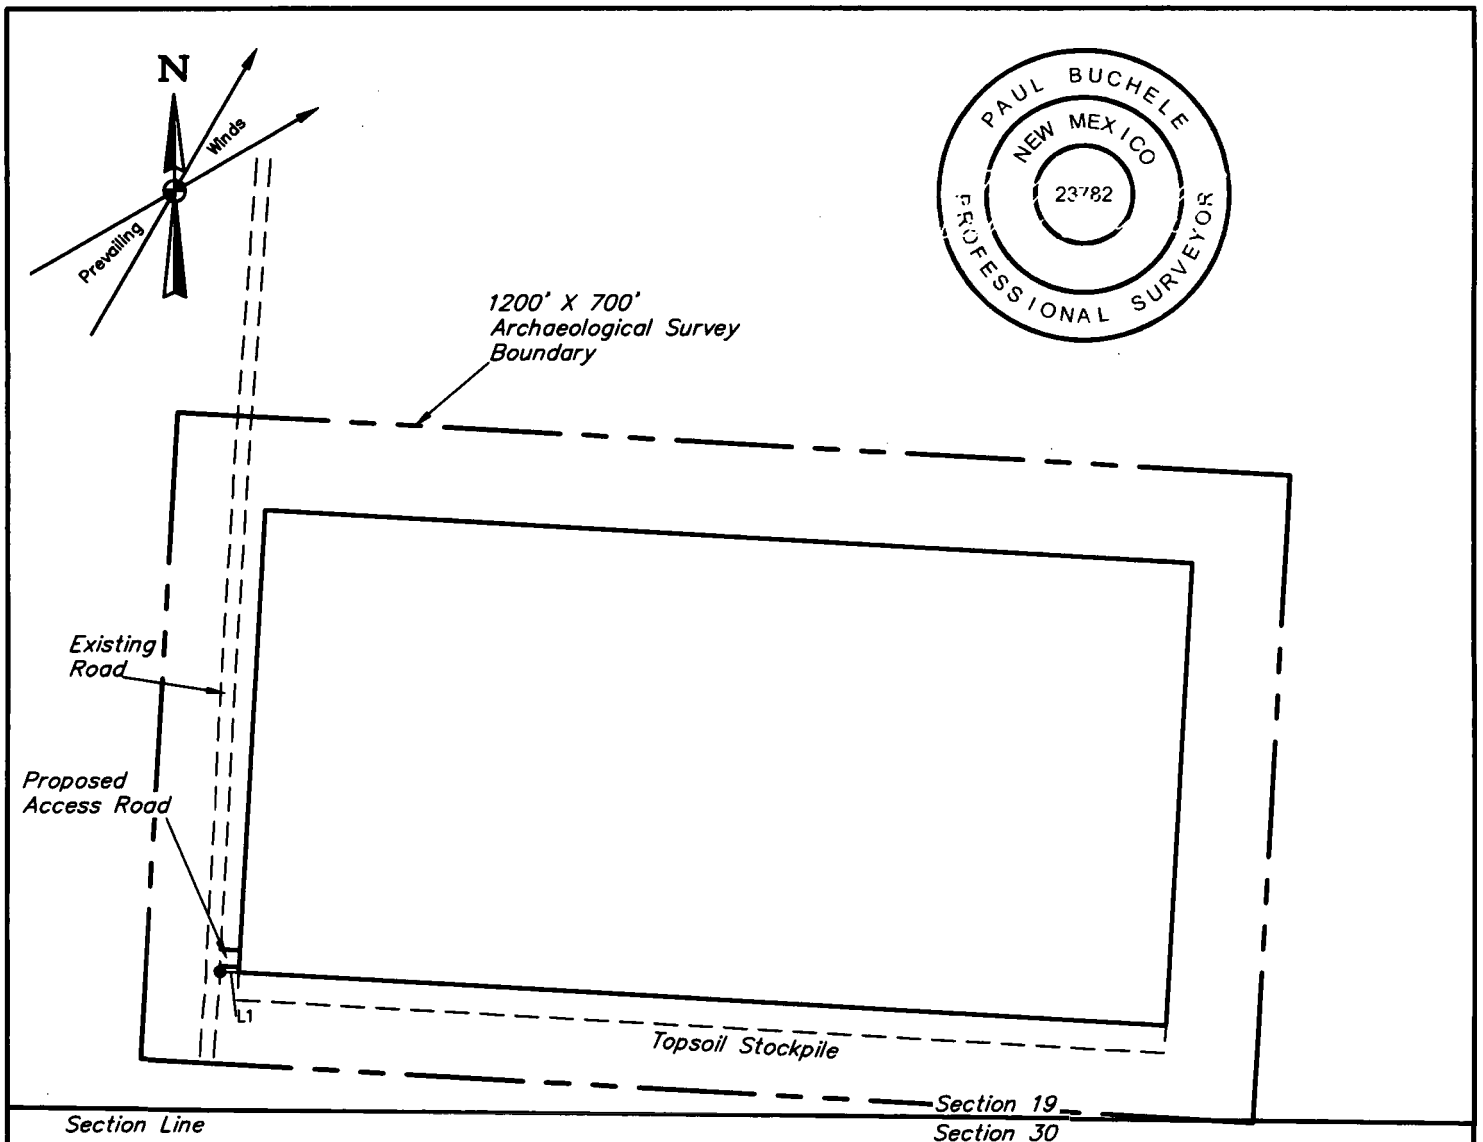 N
Winds
Prevailing
PAUL BUCHELE
NEW MEXICO
23782
PROFESSIONAL SURVEYOR
1200' X 700'
Archaeological Survey
Boundary
Existing
Road
Proposed
Access Road
L1
Topsoil Stockpile
Section Line
Section 19
Section 30